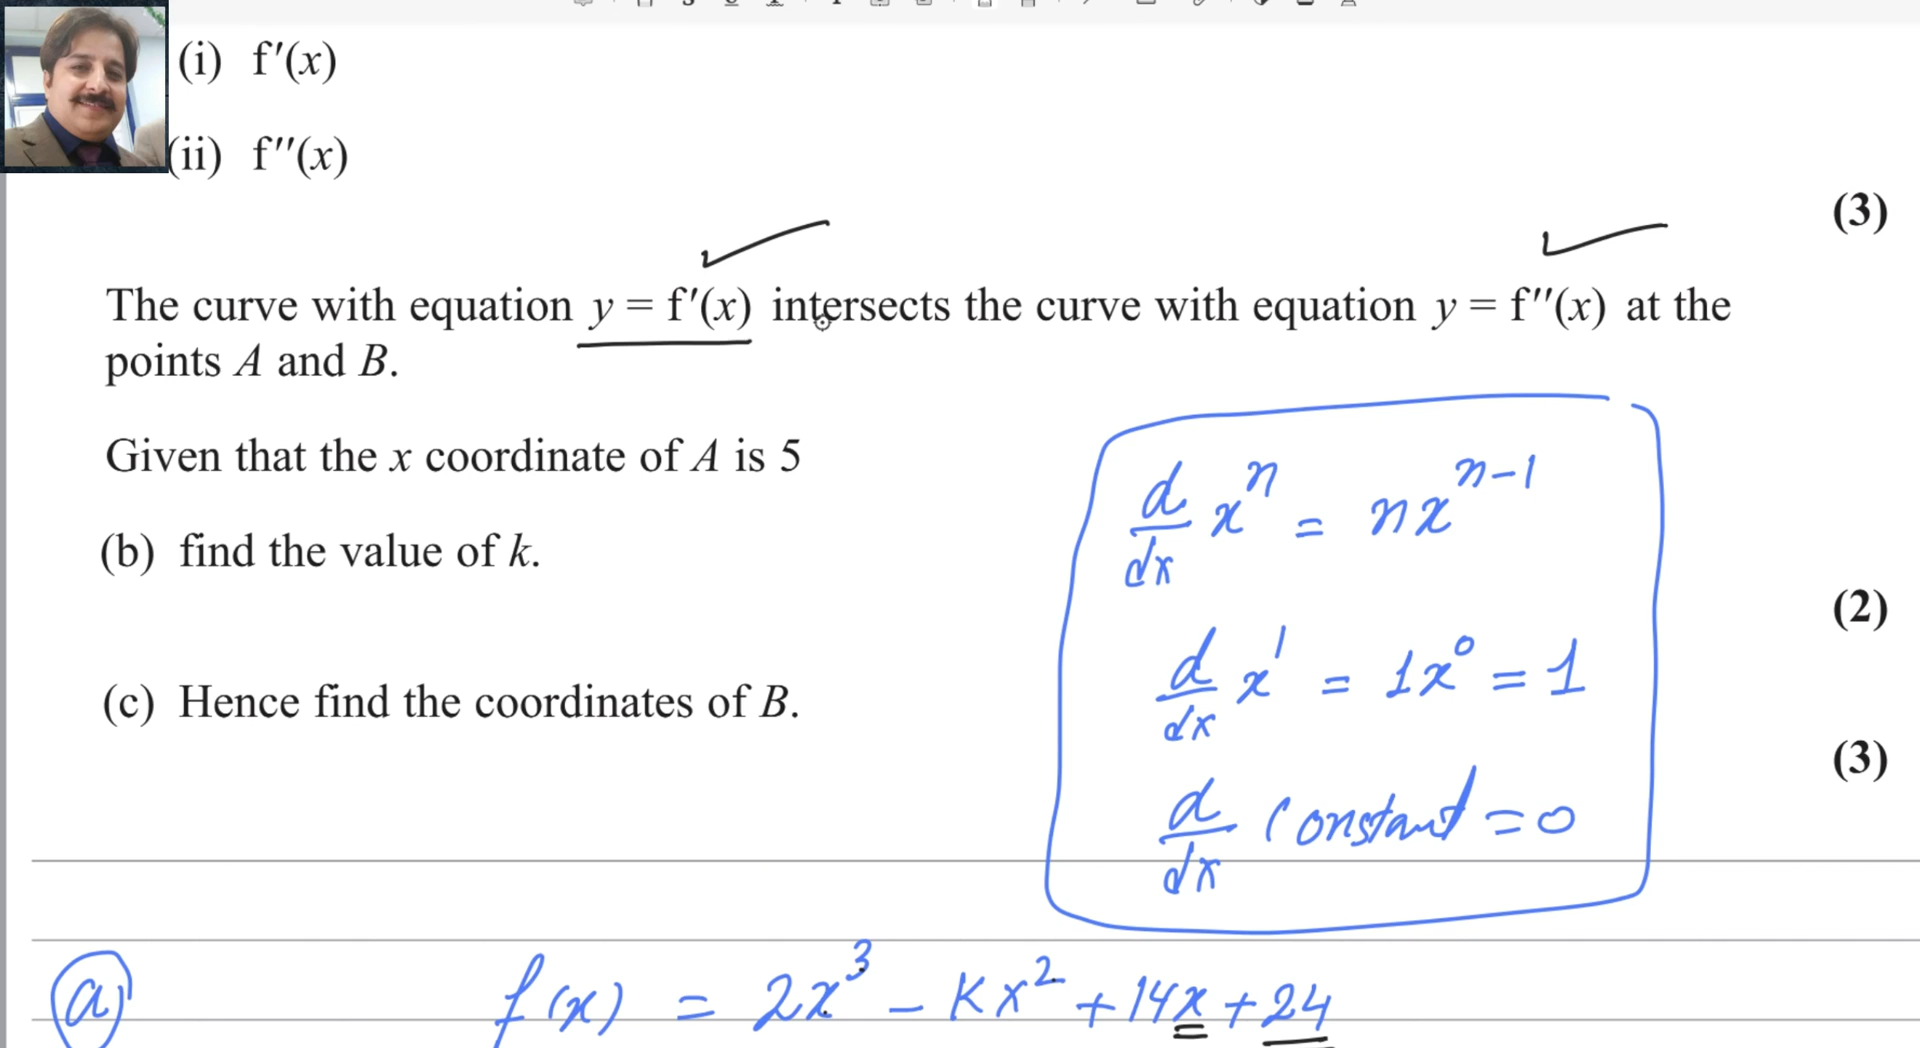 (i) f′(x)
(ii) f″(x)
(3)
The curve with equation y = f′(x) intersects the curve with equation y = f″(x) at the
points A and B.
Given that the x coordinate of A is 5
(b) find the value of k.
(2)
(c) Hence find the coordinates of B.
(3)
d/dx xⁿ = nxⁿ⁻¹
d/dx x¹ = 1x⁰ = 1
d/dx constant = 0
(a) f(x) = 2x³ − Kx² + 14x + 24